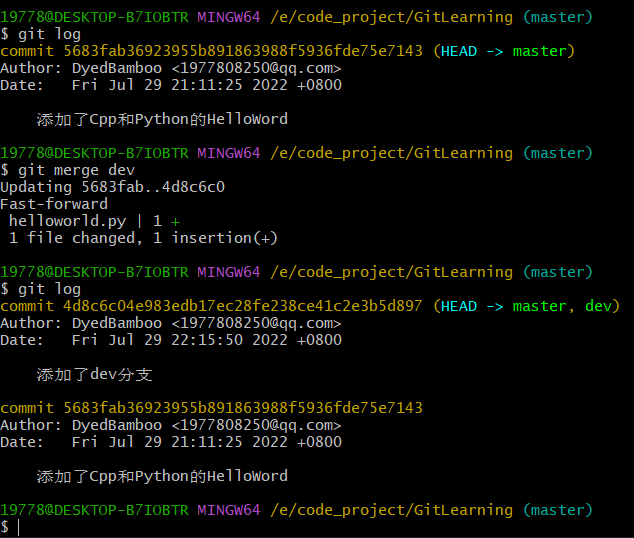 19778@DESKTOP-B7IOBTR MINGW64 /e/code_project/GitLearning (master)
$ git log
commit 5683fab36923955b891863988f5936fde75e7143 (HEAD -> master)
Author: DyedBamboo <1977808250@qq.com>
Date:   Fri Jul 29 21:11:25 2022 +0800
    添加了Cpp和Python的HelloWord
19778@DESKTOP-B7IOBTR MINGW64 /e/code_project/GitLearning (master)
$ git merge dev
Updating 5683fab..4d8c6c0
Fast-forward
 helloworld.py | 1 +
 1 file changed, 1 insertion(+)
19778@DESKTOP-B7IOBTR MINGW64 /e/code_project/GitLearning (master)
$ git log
commit 4d8c6c04e983edb17ec28fe238ce41c2e3b5d897 (HEAD -> master, dev)
Author: DyedBamboo <1977808250@qq.com>
Date:   Fri Jul 29 22:15:50 2022 +0800
    添加了dev分支
commit 5683fab36923955b891863988f5936fde75e7143
Author: DyedBamboo <1977808250@qq.com>
Date:   Fri Jul 29 21:11:25 2022 +0800
    添加了Cpp和Python的HelloWord
19778@DESKTOP-B7IOBTR MINGW64 /e/code_project/GitLearning (master)
$